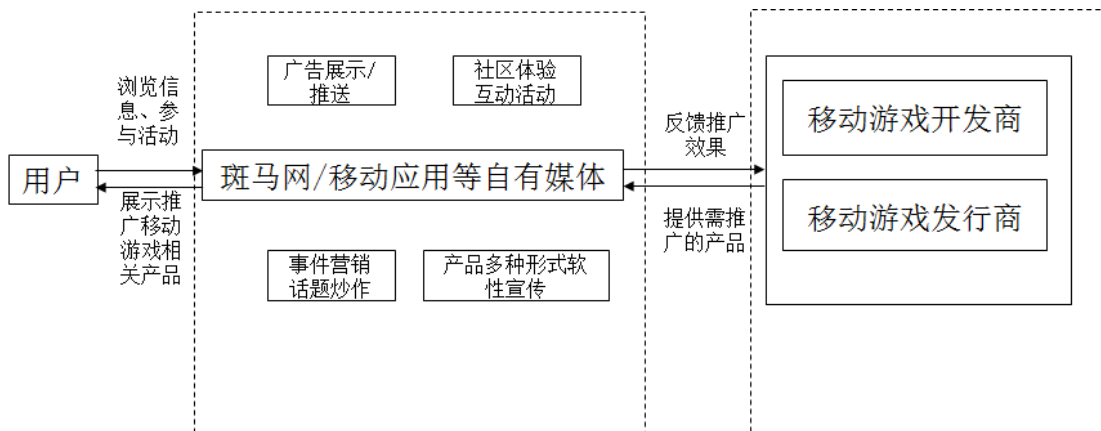 广告展示/
推送
社区体验
互动活动
浏览信
息、参
与活动
反馈推广
效果
移动游戏开发商
用户
斑马网/移动应用等自有媒体
展示推
广移动
游戏相
关产品
提供需推
广的产品
移动游戏发行商
事件营销
话题炒作
产品多种形式软
性宣传